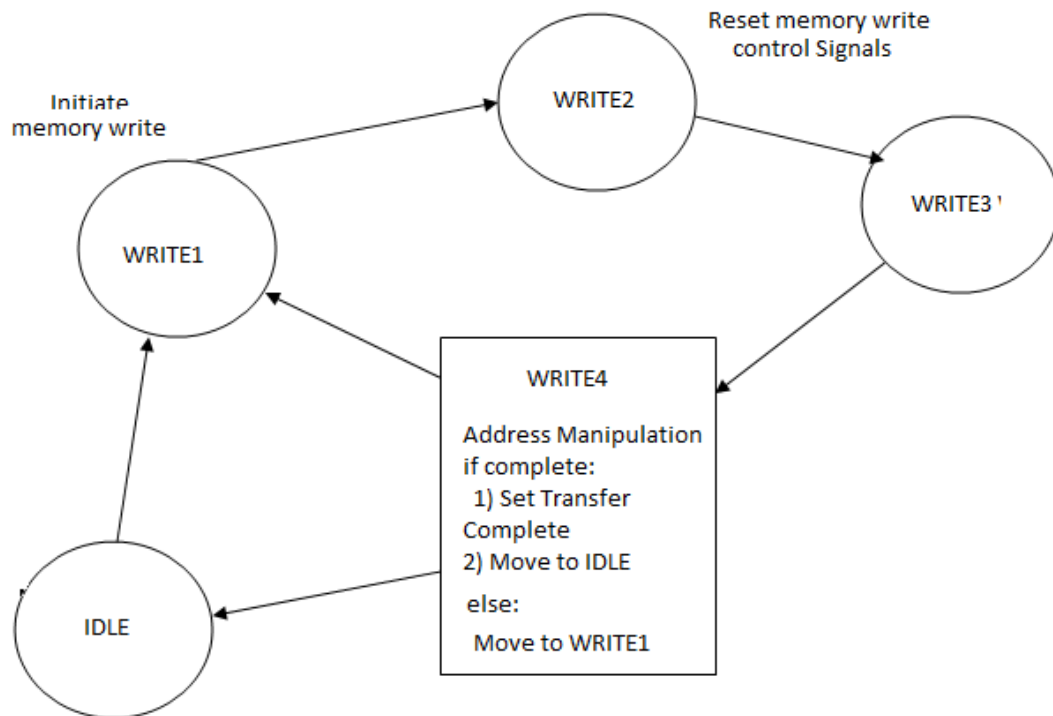 Reset memory write
control Signals
WRITE2
Initiate
memory write
WRITE3
WRITE1
WRITE4
Address Manipulation
if complete:
1) Set Transfer
Complete
2) Move to IDLE
else:
Move to WRITE1
IDLE